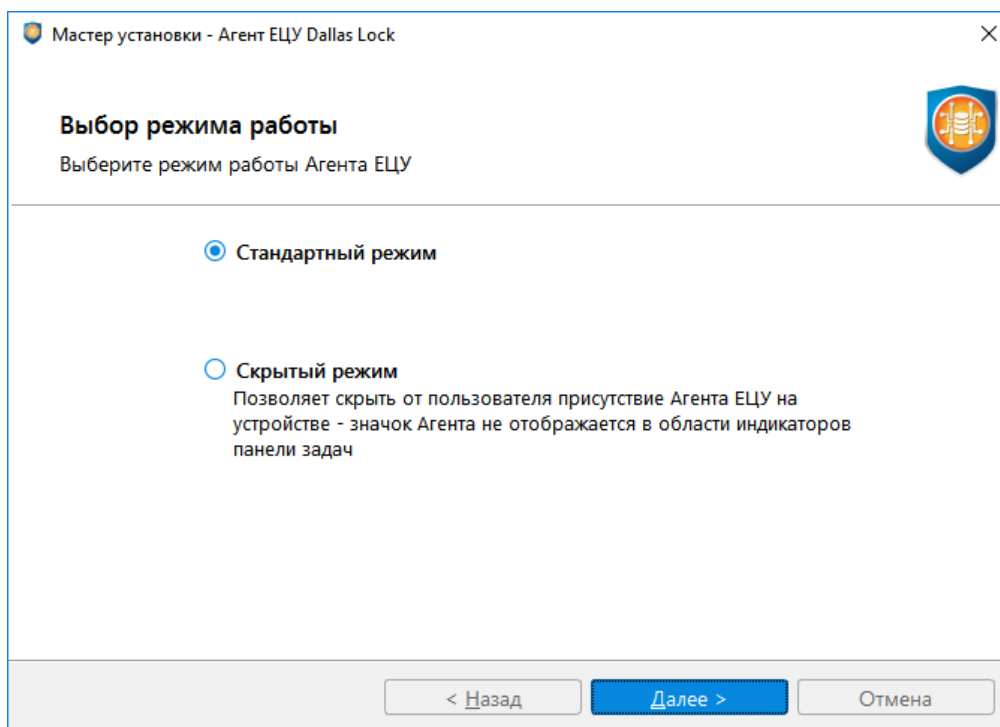 Мастер установки - Агент ЕЦУ Dallas Lock
Выбор режима работы
Выберите режим работы Агента ЕЦУ
Стандартный режим
Скрытый режим
Позволяет скрыть от пользователя присутствие Агента ЕЦУ на
устройстве - значок Агента не отображается в области индикаторов
панели задач
< Назад
Далее >
Отмена